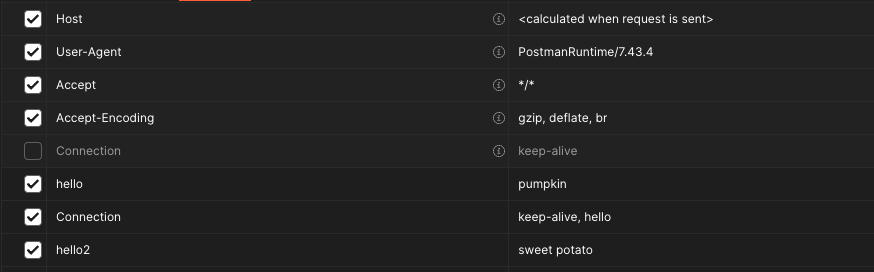 Host <calculated when request is sent>
User-Agent PostmanRuntime/7.43.4
Accept */*
Accept-Encoding gzip, deflate, br
Connection keep-alive
hello pumpkin
Connection keep-alive, hello
hello2 sweet potato